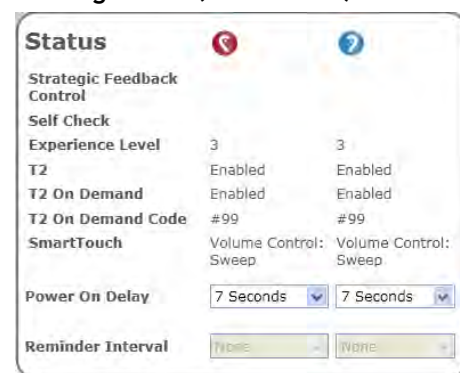 Status
Strategic Feedback
Control
Self Check
Experience Level 3 3
T2 Enabled Enabled
T2 On Demand Enabled Enabled
T2 On Demand Code #99 #99
SmartTouch Volume Control: Volume Control:
Sweep Sweep
Power On Delay 7 Seconds 7 Seconds
Reminder Interval None None